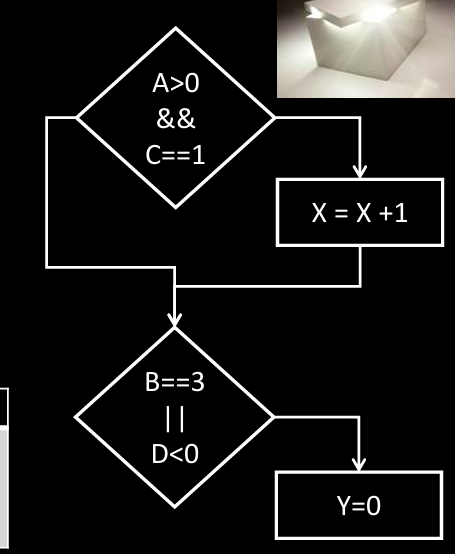 A>0
&&
C==1
X = X +1
B==3
||
D<0
Y=0